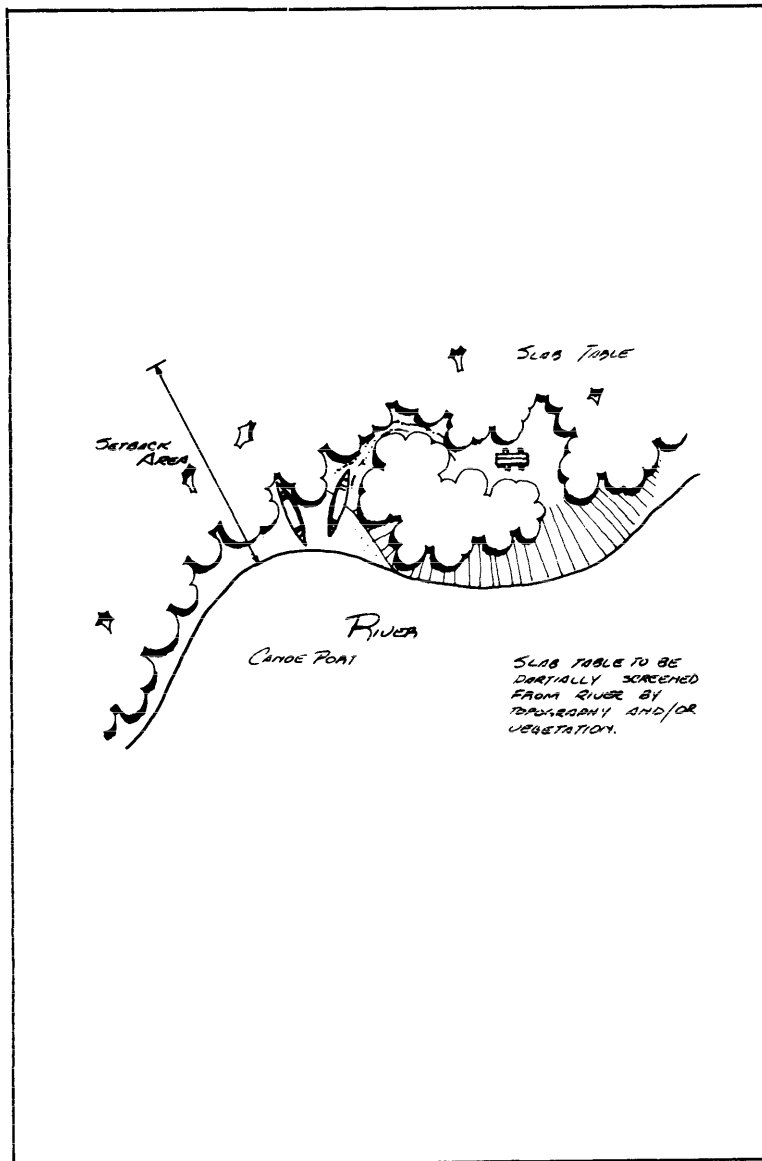 SLAB TABLE
SETBACK
AREA
RIVER
CANOE PORT
SLAB TABLE TO BE
PARTIALLY SCREENED
FROM RIVER BY
TOPOGRAPHY AND/OR
VEGETATION.